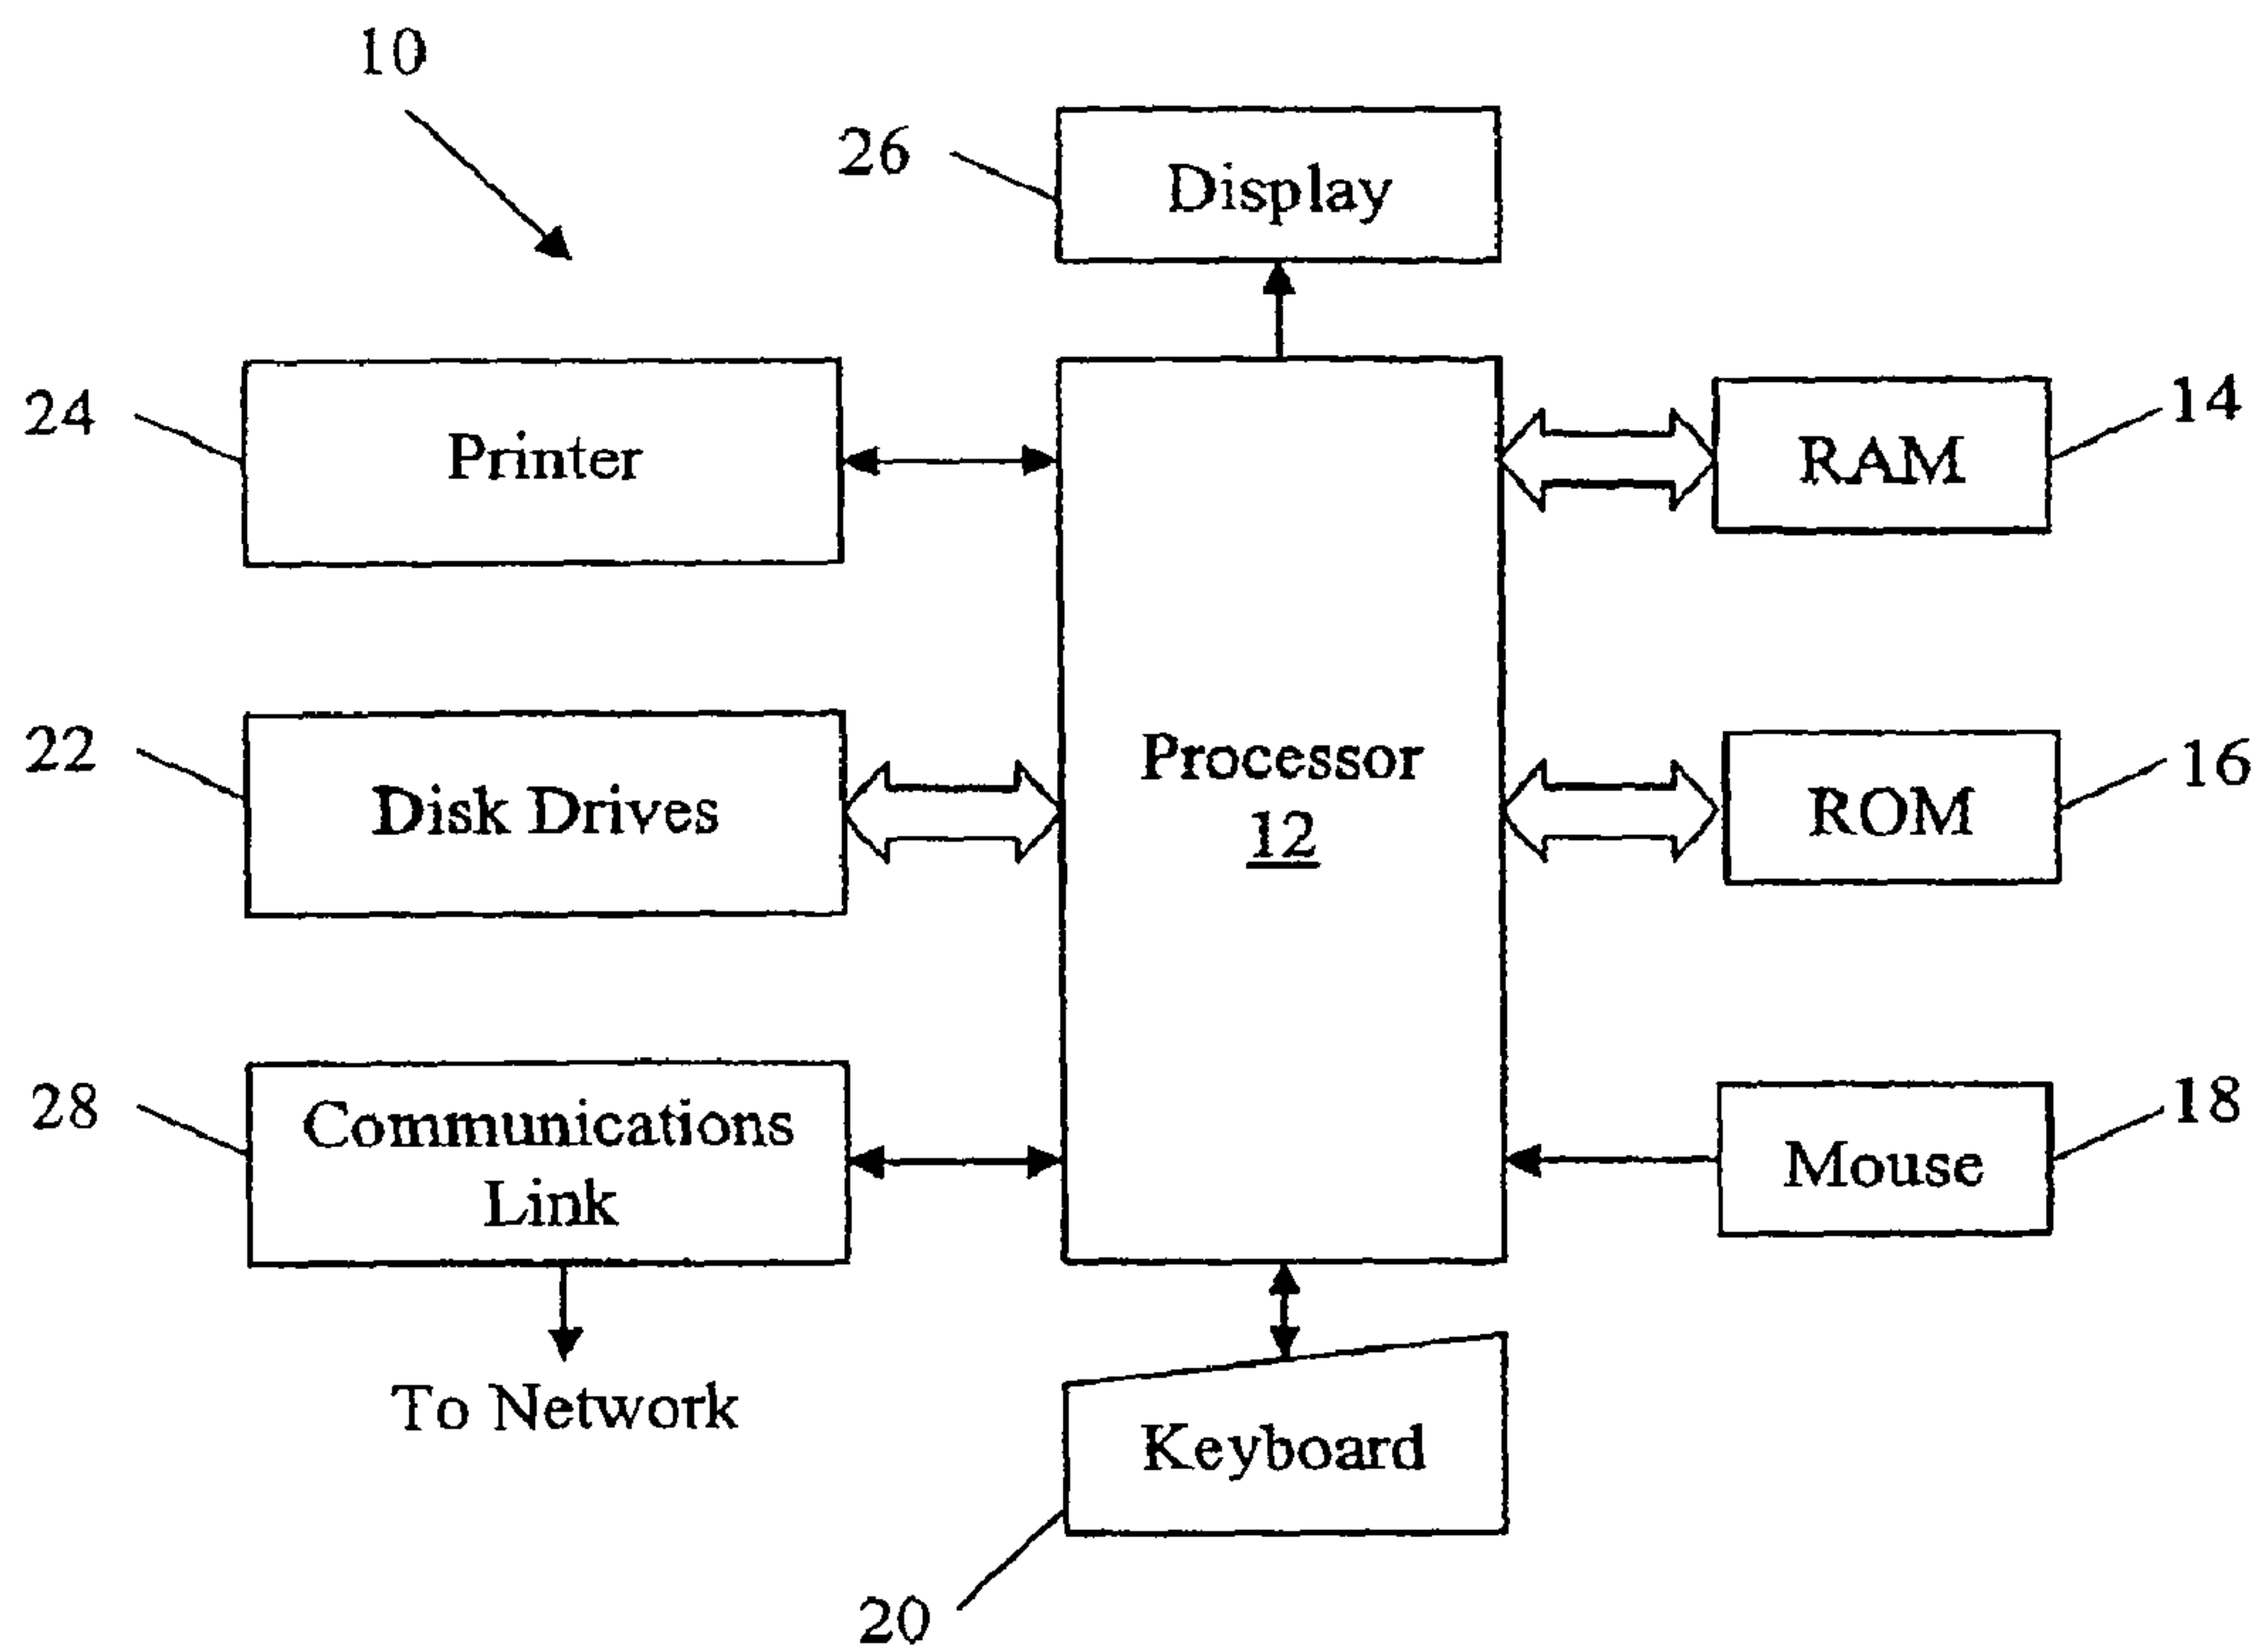 10
26
Display
24
Printer
RAM
14
22
Disk Drives
Processor
12
ROM
16
28
Communications
Link
Mouse
18
To Network
Keyboard
20